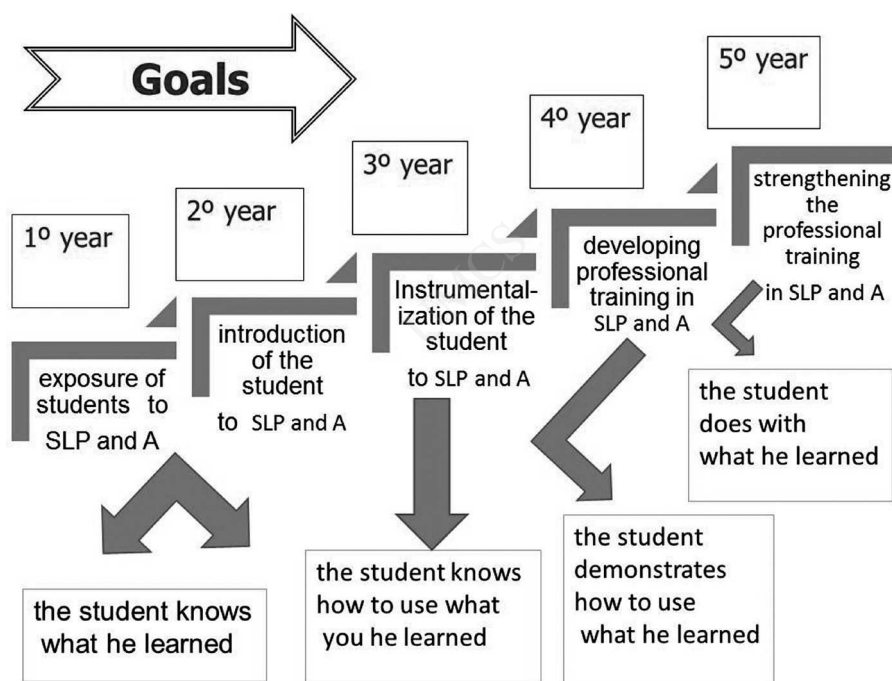 Goals
1º year
2º year
3º year
4º year
5º year
exposure of
students to
SLP and A
introduction
of the
student
to SLP and A
Instrumental-
ization of the
student
to SLP and A
developing
professional
training in
SLP and A
strengthening
the
professional
training
in SLP and A
the student knows
what he learned
the student knows
how to use what
you he learned
the student
demonstrates
how to use
what he learned
the student
does with
what he learned